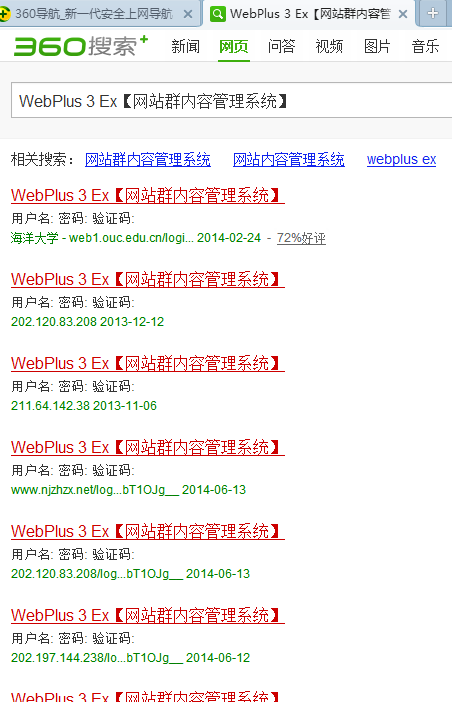 360导航_新一代安全上网导航 WebPlus 3 Ex【网站群内容管
360搜索+ 新闻 网页 问答 视频 图片 音乐
WebPlus 3 Ex【网站群内容管理系统】
相关搜索: 网站群内容管理系统 网站内容管理系统 webplus ex
WebPlus 3 Ex【网站群内容管理系统】
用户名: 密码: 验证码:
海洋大学 - web1.ouc.edu.cn/logi... 2014-02-24 - 72%好评
WebPlus 3 Ex【网站群内容管理系统】
用户名: 密码: 验证码:
202.120.83.208 2013-12-12
WebPlus 3 Ex【网站群内容管理系统】
用户名: 密码: 验证码:
211.64.142.38 2013-11-06
WebPlus 3 Ex【网站群内容管理系统】
用户名: 密码: 验证码:
www.njzhzx.net/log...bT1OJg__ 2014-06-13
WebPlus 3 Ex【网站群内容管理系统】
用户名: 密码: 验证码:
202.120.83.208/log...bT1OJg__ 2014-06-13
WebPlus 3 Ex【网站群内容管理系统】
用户名: 密码: 验证码:
202.197.144.238/lo...bT1OJg__ 2014-06-12
WebPlus 3 Ex【网站群内容管理系统】